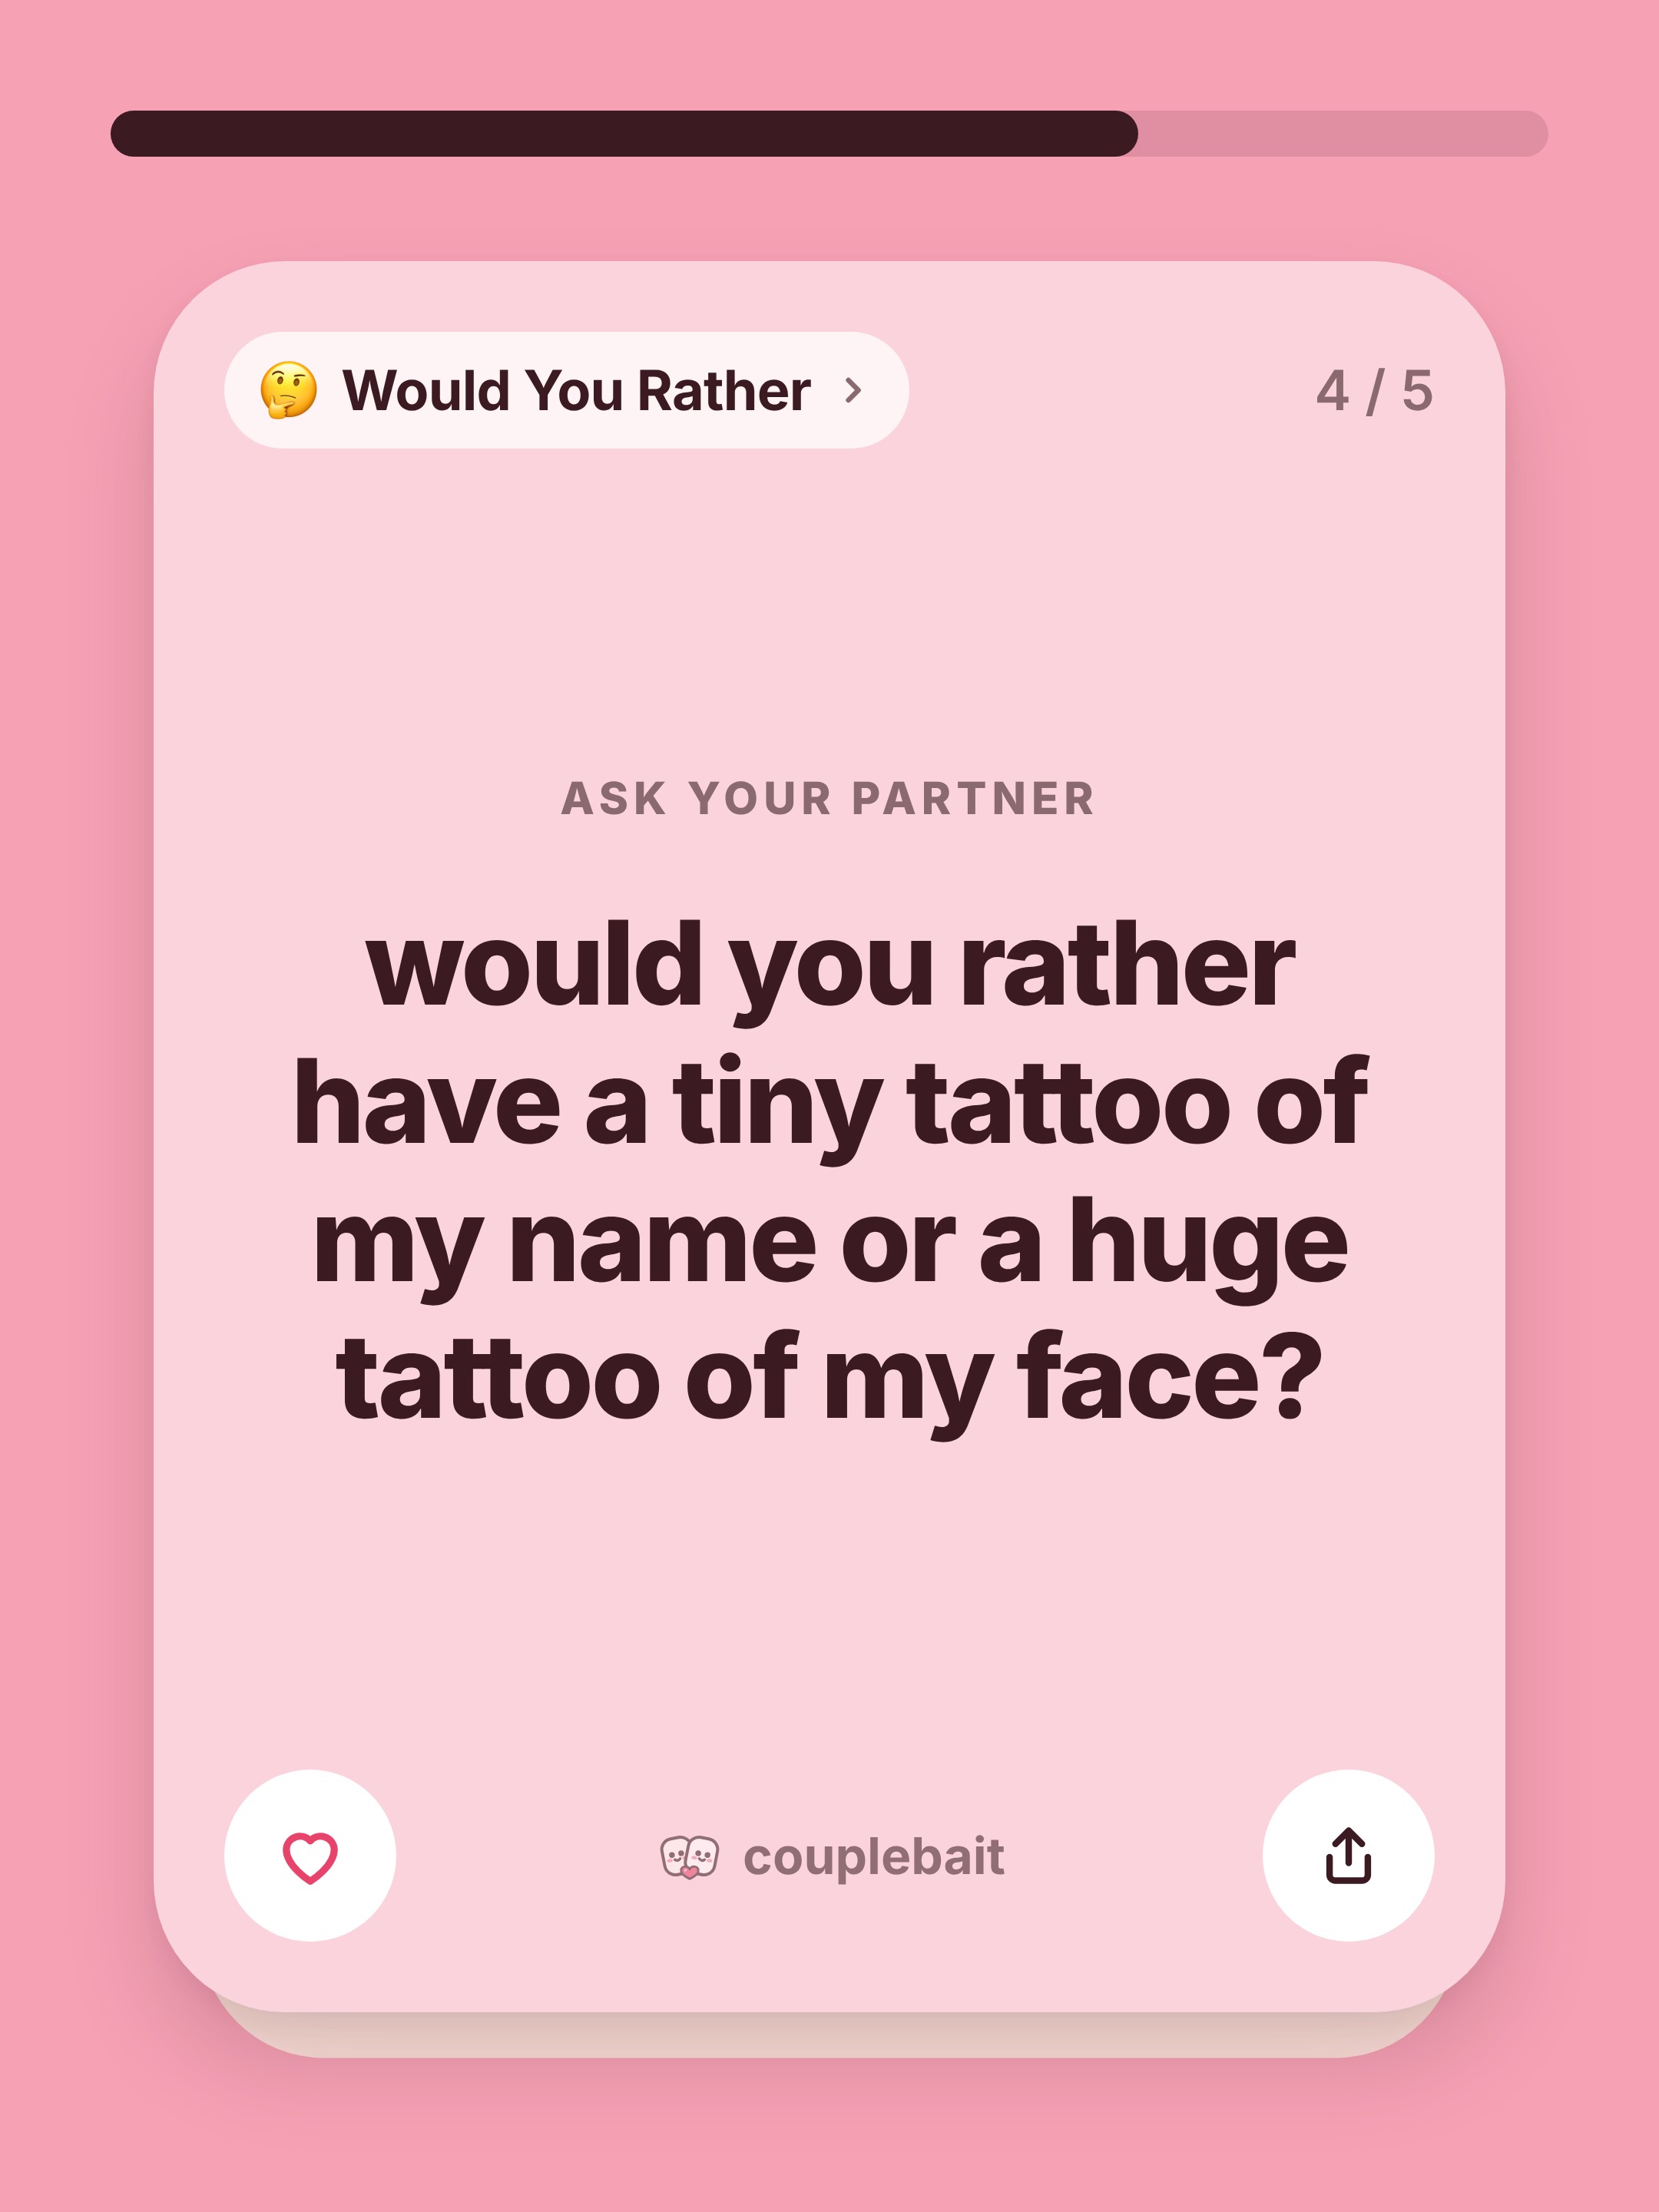 Would You Rather
4 / 5
ASK YOUR PARTNER
would you rather
have a tiny tattoo of
my name or a huge
tattoo of my face?
couplebait